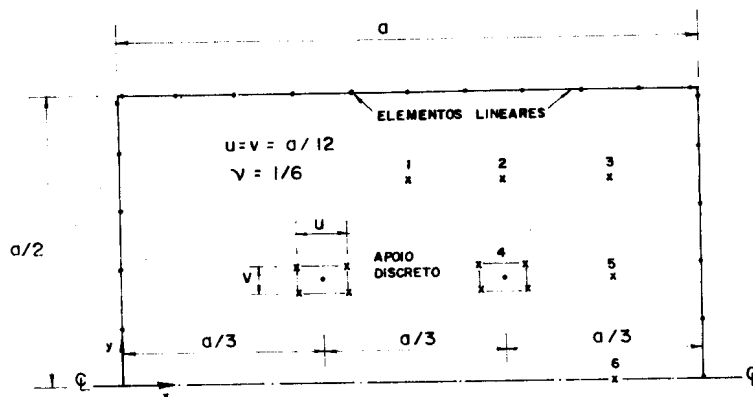 a
ELEMENTOS LINEARES
u = v = a / 12
ν = 1/6
1 2 3
a/2
u
APOIO
DISCRETO
4
5
v
y
a/3 a/3 a/3
6
℄ ℄
x